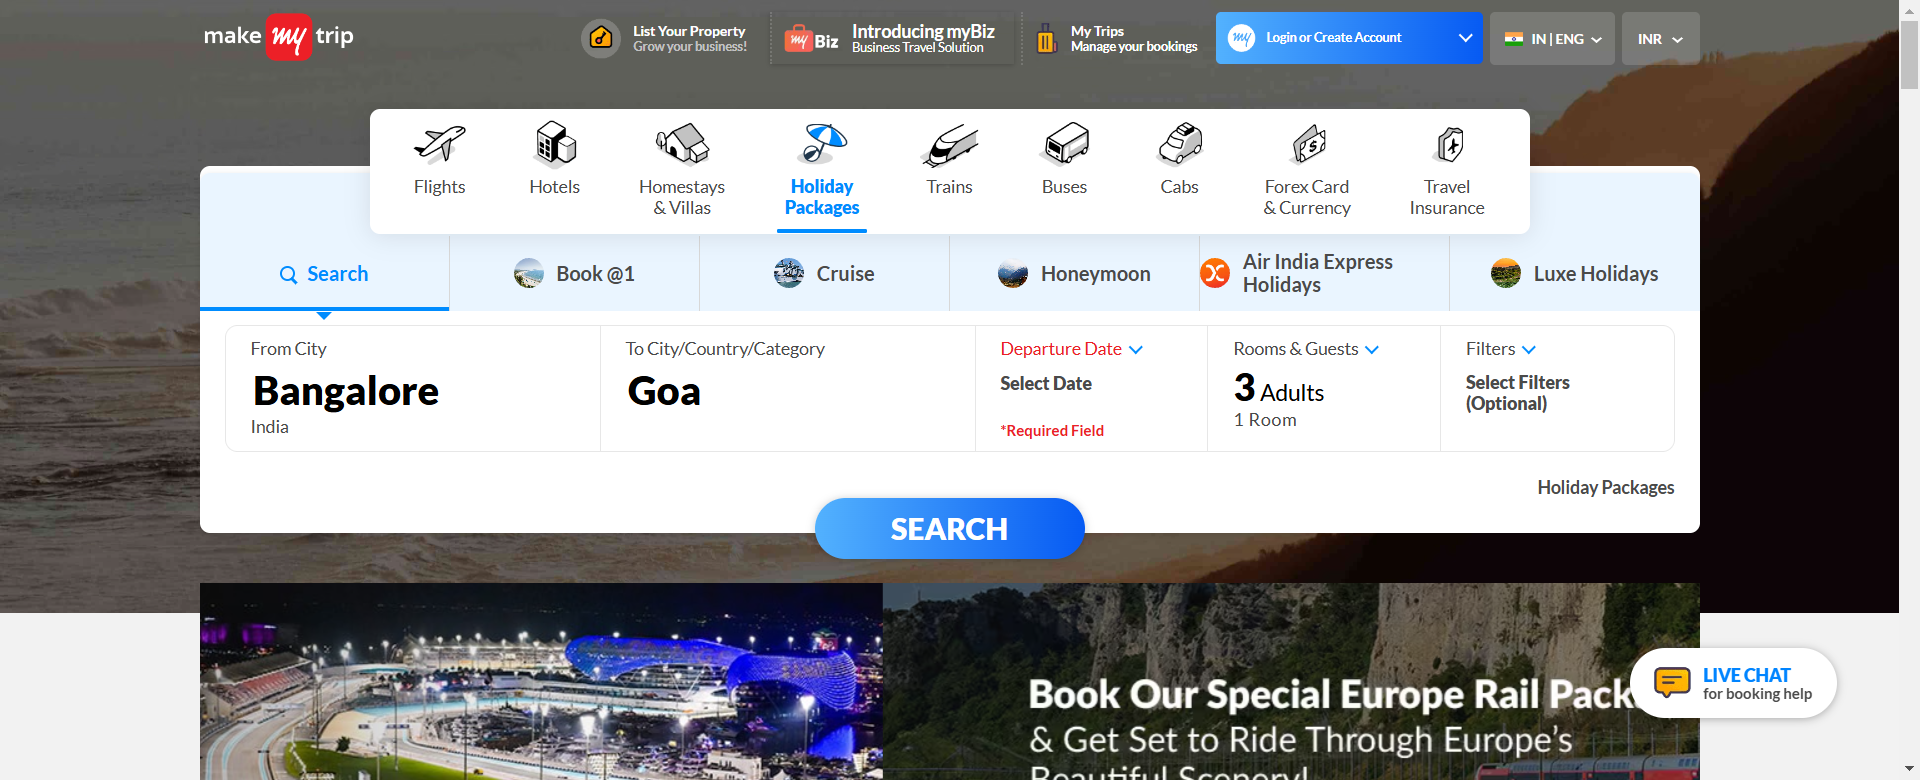 make my trip
List Your Property
Grow your business!
my Biz
Introducing myBiz
Business Travel Solution
My Trips
Manage your bookings
my Login or Create Account
IN | ENG
INR
Flights
Hotels
Homestays
& Villas
Holiday
Packages
Trains
Buses
Cabs
Forex Card
& Currency
Travel
Insurance
Search
Book @1
Cruise
Honeymoon
Air India Express
Holidays
Luxe Holidays
From City
Bangalore
India
To City/Country/Category
Goa
Departure Date
Select Date
*Required Field
Rooms & Guests
3 Adults
1 Room
Filters
Select Filters
(Optional)
Holiday Packages
SEARCH
Book Our Special Europe Rail Pack
& Get Set to Ride Through Europe's
Beautiful Scenery!
LIVE CHAT
for booking help